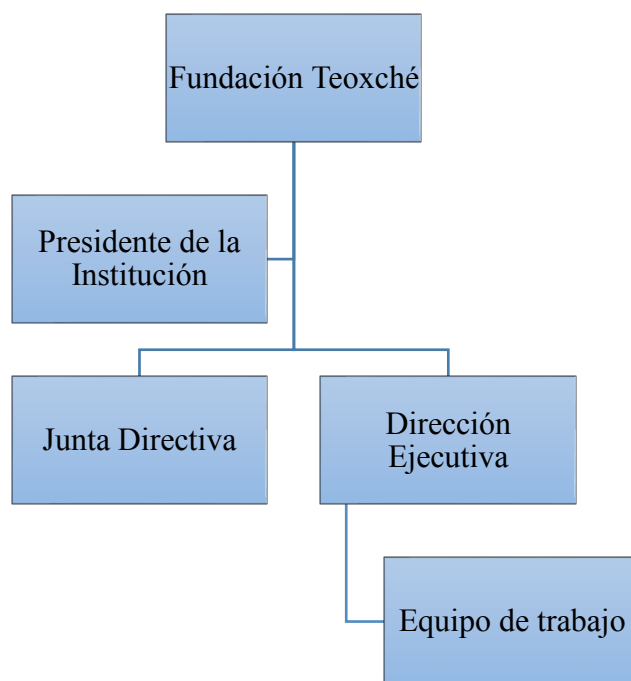 Fundación Teoxché
Presidente de la
Institución
Junta Directiva
Dirección
Ejecutiva
Equipo de trabajo